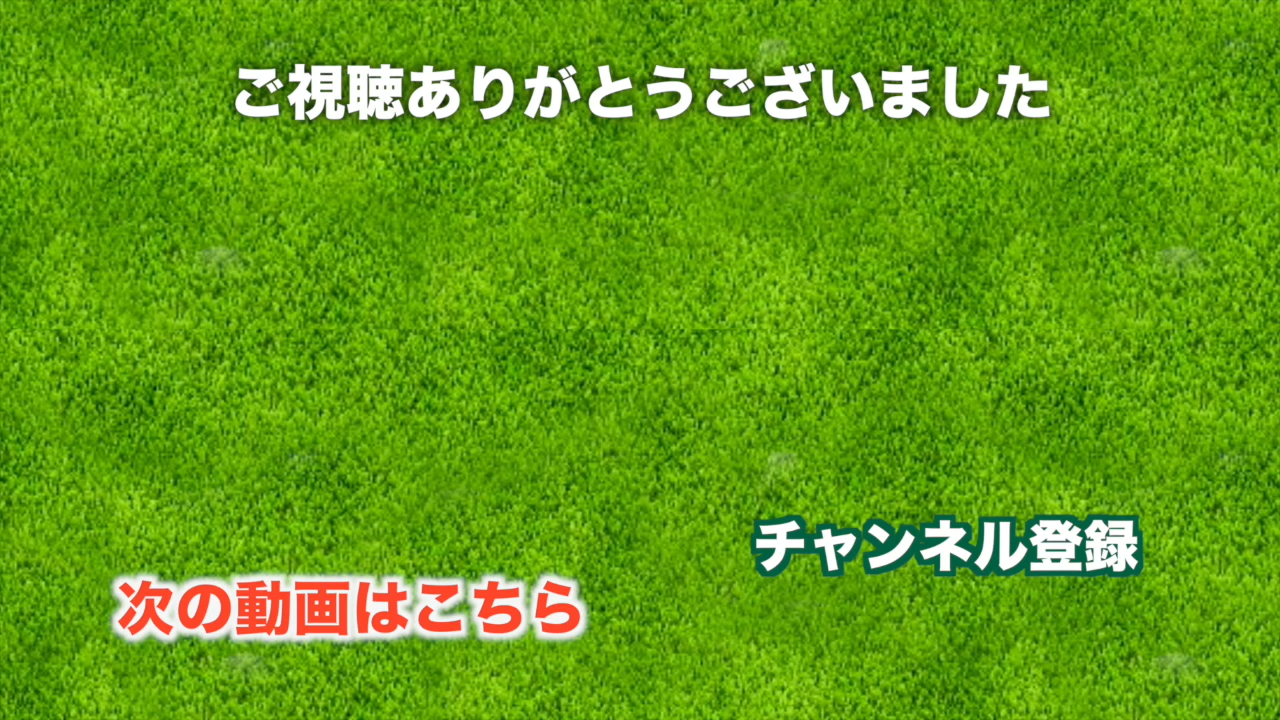 ご視聴ありがとうございました
チャンネル登録
次の動画はこちら